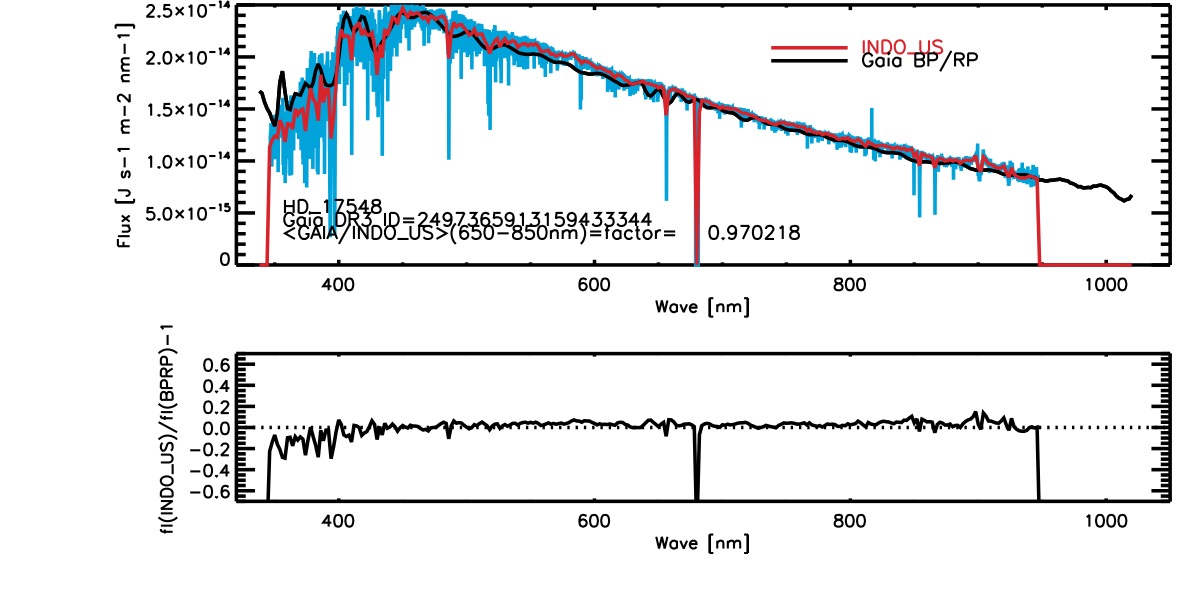 2.5×10⁻¹⁴
2.0×10⁻¹⁴
1.5×10⁻¹⁴
1.0×10⁻¹⁴
5.0×10⁻¹⁵
0
Flux [J s−1 m−2 nm−1]
INDO_US
Gaia BP/RP
HD_17548
Gaia DR3 ID=2497365913159433344
<GAIA/INDO_US>(650−850nm)=factor= 0.970218
400 600 800 1000
Wave [nm]
fl(INDO_US)/fl(BPRP)−1
0.6
0.4
0.2
0.0
−0.2
−0.4
−0.6
400 600 800 1000
Wave [nm]